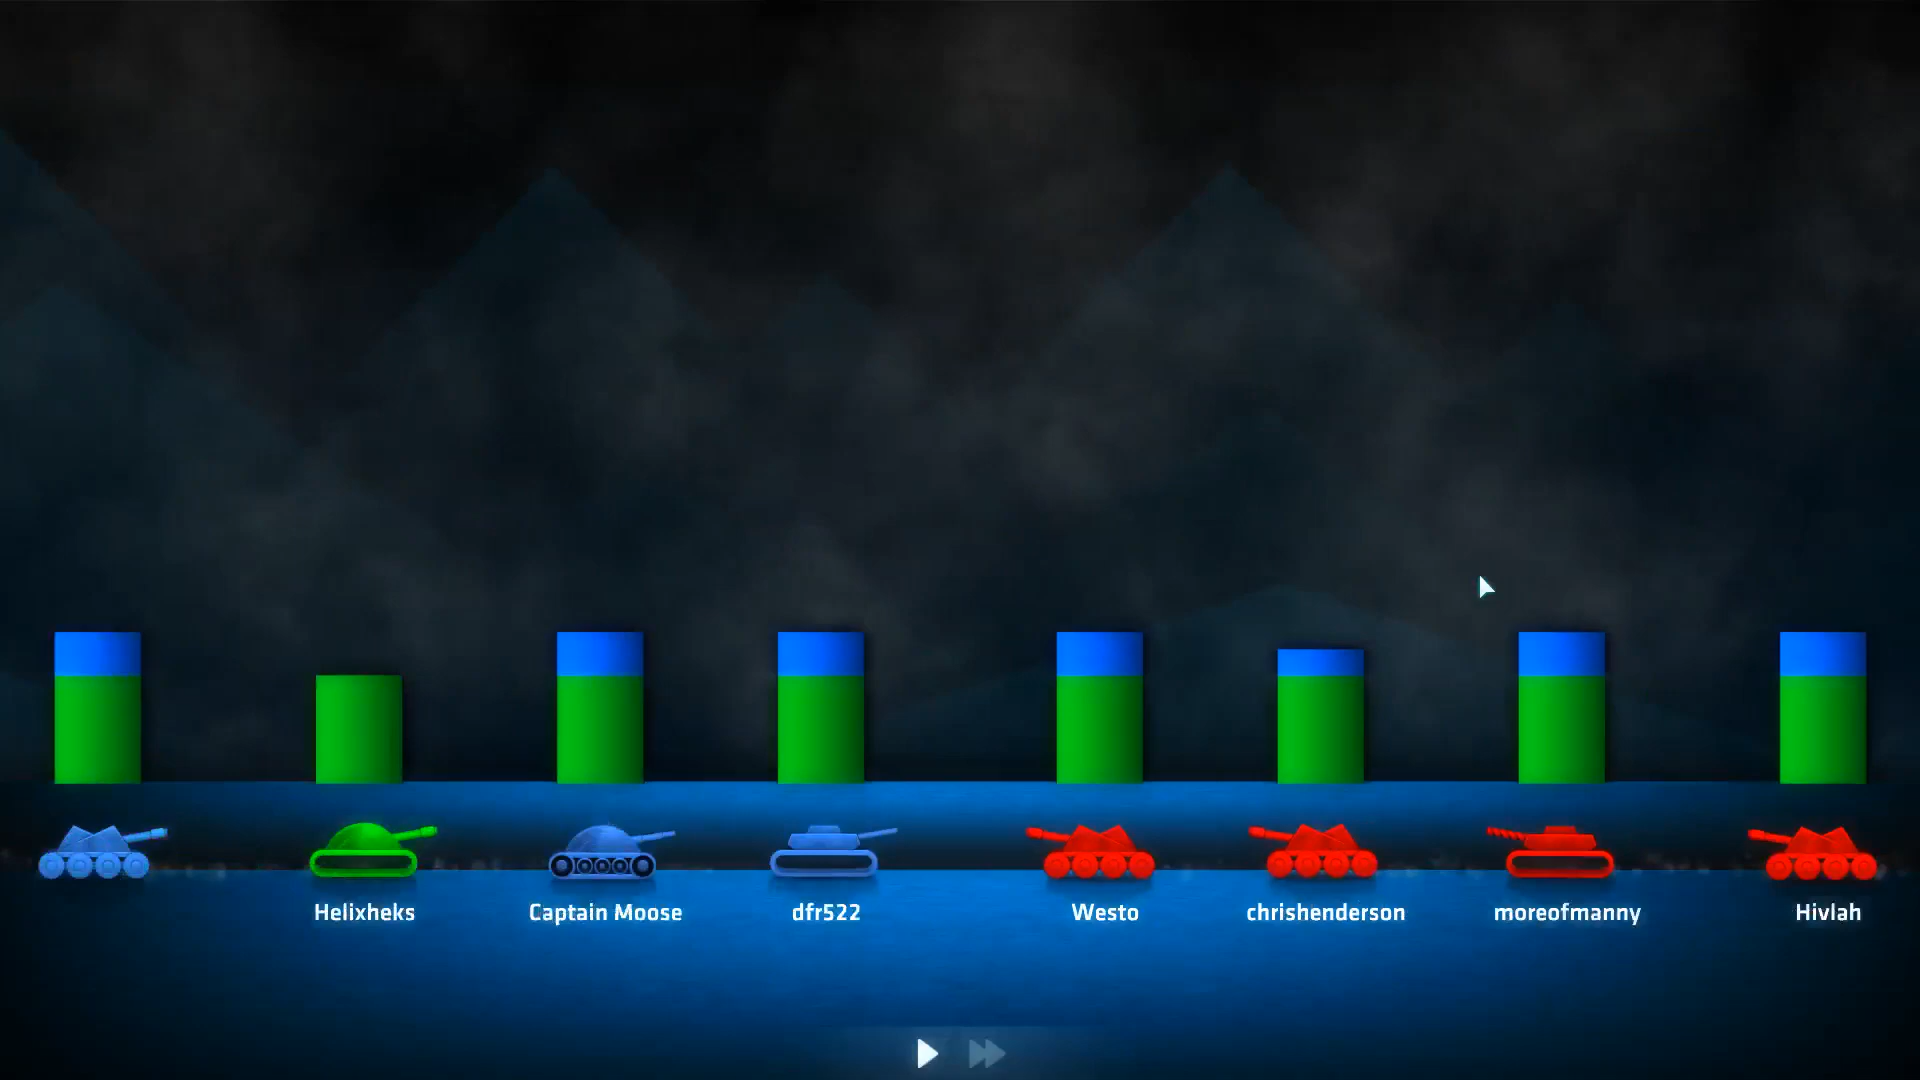 Helixheks
Captain Moose
dfr522
Westo
chrishenderson
moreofmanny
Hivlah